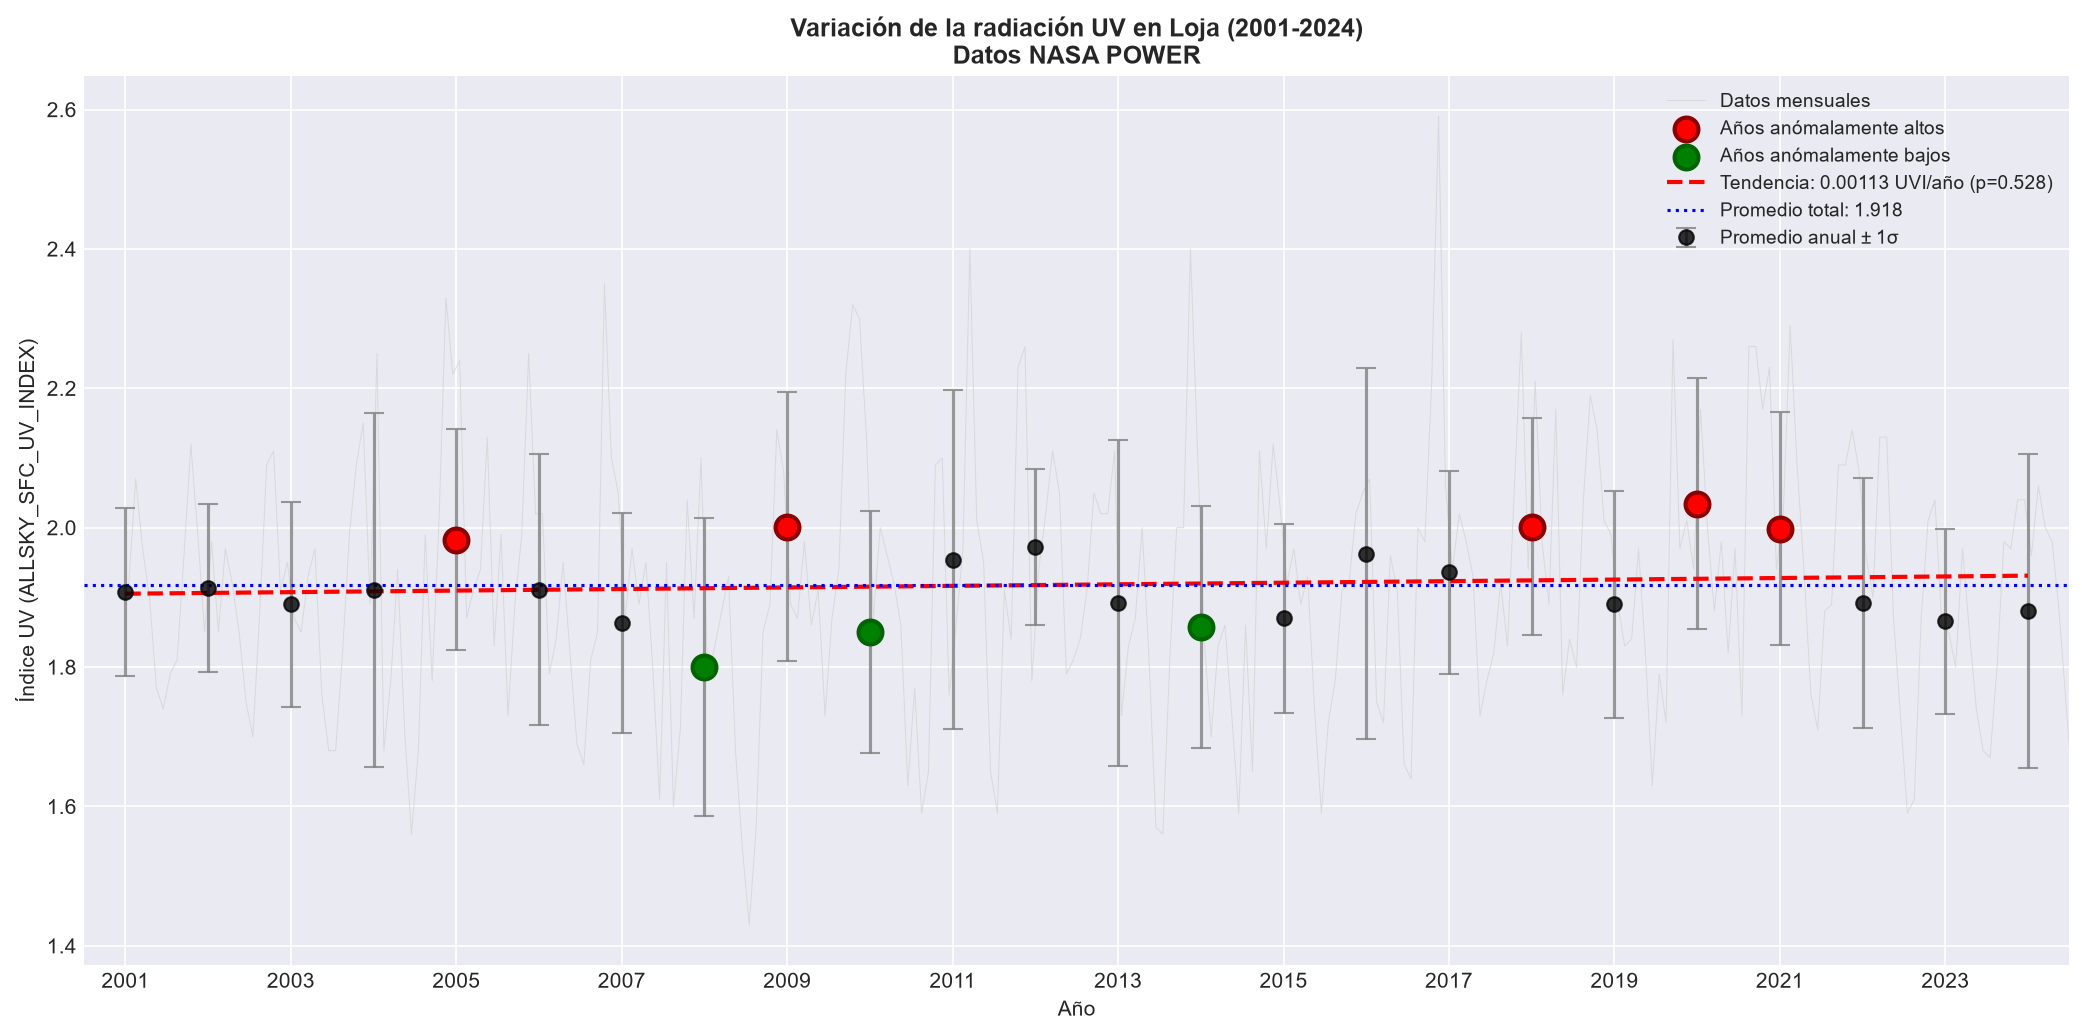 Variación de la radiación UV en Loja (2001-2024)
Datos NASA POWER
Datos mensuales
Años anómalamente altos
Años anómalamente bajos
Tendencia: 0.00113 UVI/año (p=0.528)
Promedio total: 1.918
Promedio anual ± 1σ
Índice UV (ALLSKY_SFC_UV_INDEX)
2.6
2.4
2.2
2.0
1.8
1.6
1.4
2001 2003 2005 2007 2009 2011 2013 2015 2017 2019 2021 2023
Año